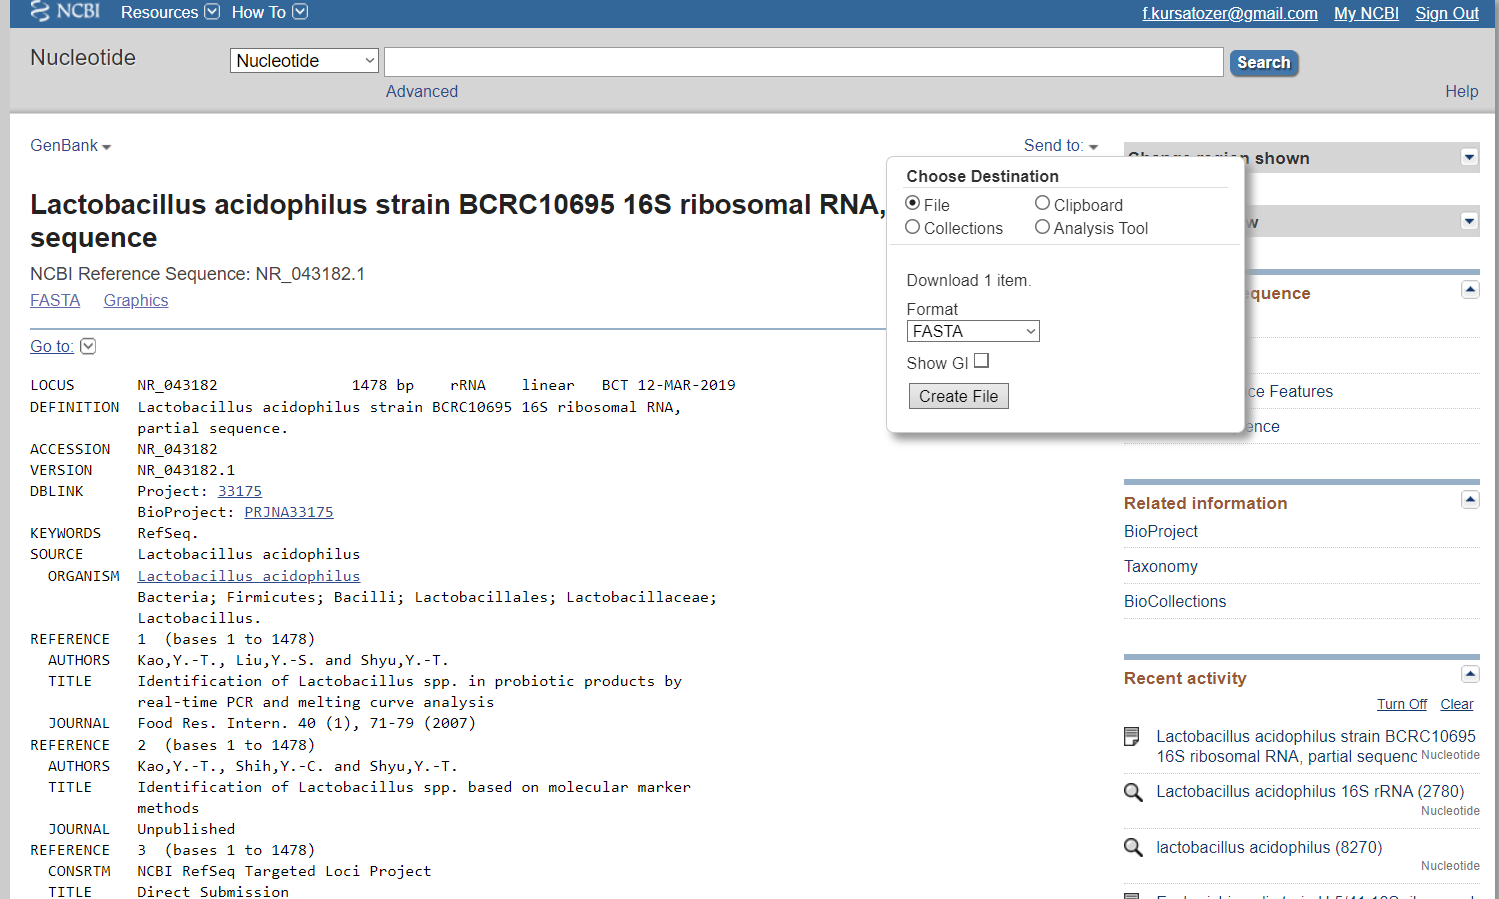 NCBI Resources How To f.kursatozer@gmail.com My NCBI Sign Out
Nucleotide Nucleotide Search
Advanced Help
GenBank Send to:
Lactobacillus acidophilus strain BCRC10695 16S ribosomal RNA,
sequence
NCBI Reference Sequence: NR_043182.1
FASTA Graphics
Go to:
LOCUS NR_043182 1478 bp rRNA linear BCT 12-MAR-2019
DEFINITION Lactobacillus acidophilus strain BCRC10695 16S ribosomal RNA,
partial sequence.
ACCESSION NR_043182
VERSION NR_043182.1
DBLINK Project: 33175
BioProject: PRJNA33175
KEYWORDS RefSeq.
SOURCE Lactobacillus acidophilus
ORGANISM Lactobacillus acidophilus
Bacteria; Firmicutes; Bacilli; Lactobacillales; Lactobacillaceae;
Lactobacillus.
REFERENCE 1 (bases 1 to 1478)
AUTHORS Kao,Y.-T., Liu,Y.-S. and Shyu,Y.-T.
TITLE Identification of Lactobacillus spp. in probiotic products by
real-time PCR and melting curve analysis
JOURNAL Food Res. Intern. 40 (1), 71-79 (2007)
REFERENCE 2 (bases 1 to 1478)
AUTHORS Kao,Y.-T., Shih,Y.-C. and Shyu,Y.-T.
TITLE Identification of Lactobacillus spp. based on molecular marker
methods
JOURNAL Unpublished
REFERENCE 3 (bases 1 to 1478)
CONSRTM NCBI RefSeq Targeted Loci Project
TITLE Direct Submission
Choose Destination
File Clipboard
Collections Analysis Tool
Download 1 item.
Format
FASTA
Show GI
Create File
shown
w
equence
ce Features
ence
Related information
BioProject
Taxonomy
BioCollections
Recent activity
Turn Off Clear
Lactobacillus acidophilus strain BCRC10695
16S ribosomal RNA, partial sequenc Nucleotide
Lactobacillus acidophilus 16S rRNA (2780)
Nucleotide
lactobacillus acidophilus (8270)
Nucleotide